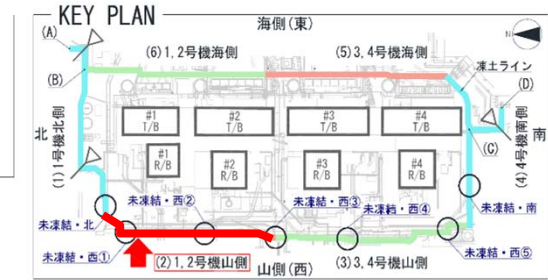 KEY PLAN
海側(東)
N
(A)
(6)1,2号機海側
(5)3,4号機海側
凍土ライン
(B)
(D)
#1
T/B
#2
T/B
#3
T/B
#4
T/B
北
南
(1)1号機北側
(4)4号機南側
(C)
#1
R/B
#2
R/B
#3
R/B
#4
R/B
未凍結・北
未凍結・西②
未凍結・西③
未凍結・西④
未凍結・南
未凍結・西①
未凍結・西⑤
(2)1,2号機山側
山側(西)
(3)3,4号機山側